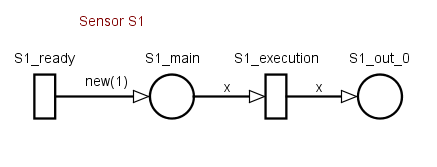 Sensor S1
S1_ready
S1_main
S1_execution
S1_out_0
new(1)
x
x